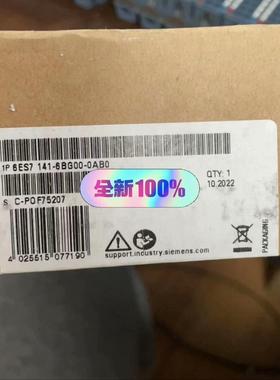 1P 6ES7 141-6BG00-0AB0
QTY: 1
10.2022
全新100%
S C-P0F75207
support.industry.siemens.com
4 025515 077190
PACKAGING